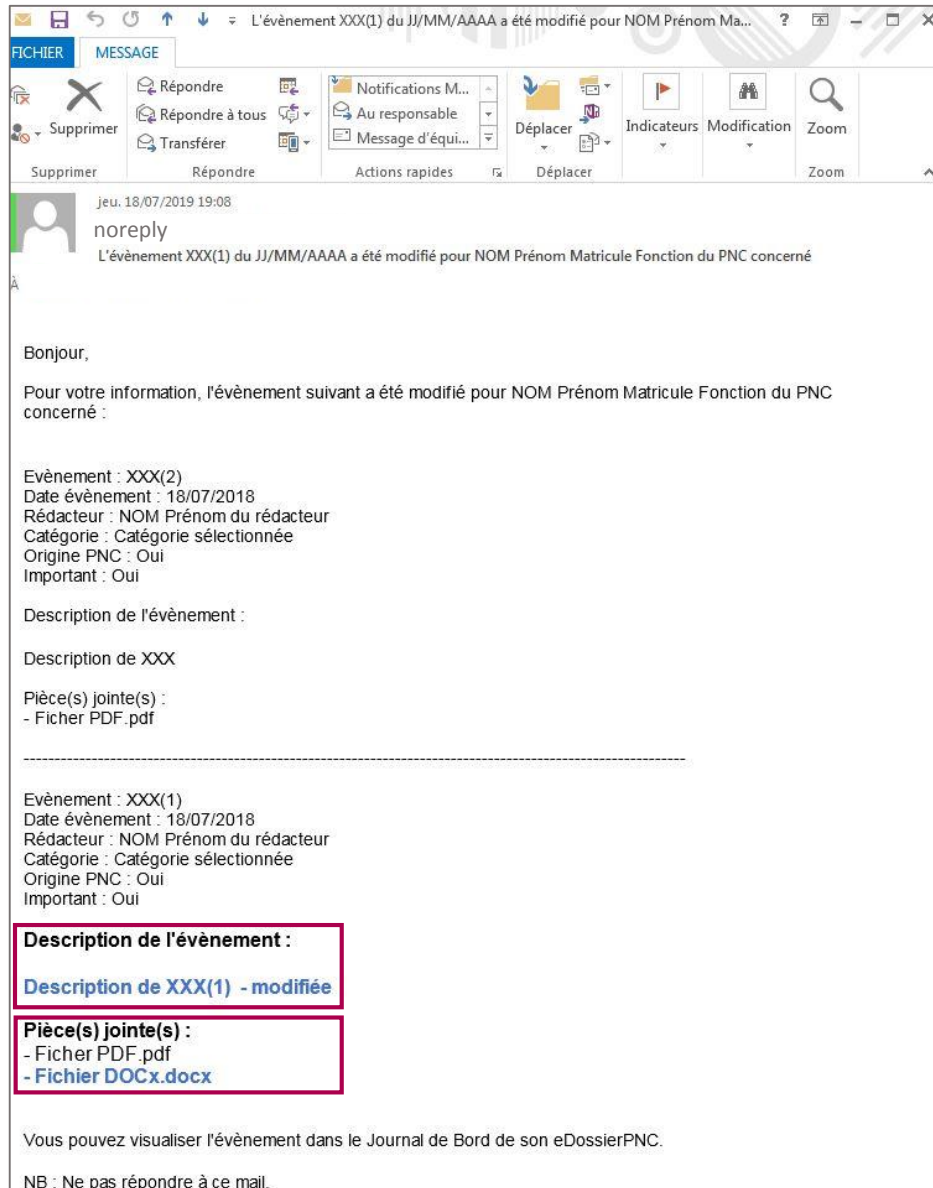 L'évènement XXX(1) du JJ/MM/AAAA a été modifié pour NOM Prénom Ma... ?
FICHIER MESSAGE
Supprimer
Répondre
Répondre à tous
Transférer
Notifications M...
Au responsable
Message d'équi...
Déplacer
Indicateurs
Modification
Zoom
Supprimer Répondre Actions rapides Déplacer Zoom
jeu. 18/07/2019 19:08
noreply
L'évènement XXX(1) du JJ/MM/AAAA a été modifié pour NOM Prénom Matricule Fonction du PNC concerné
À
Bonjour,
Pour votre information, l'évènement suivant a été modifié pour NOM Prénom Matricule Fonction du PNC
concerné :
Evènement : XXX(2)
Date évènement : 18/07/2018
Rédacteur : NOM Prénom du rédacteur
Catégorie : Catégorie sélectionnée
Origine PNC : Oui
Important : Oui
Description de l'évènement :
Description de XXX
Pièce(s) jointe(s) :
- Ficher PDF.pdf
------------------------------------------------------------------------------------------------------------
Evènement : XXX(1)
Date évènement : 18/07/2018
Rédacteur : NOM Prénom du rédacteur
Catégorie : Catégorie sélectionnée
Origine PNC : Oui
Important : Oui
Description de l'évènement :
Description de XXX(1) - modifiée
Pièce(s) jointe(s) :
- Ficher PDF.pdf
- Fichier DOCx.docx
Vous pouvez visualiser l'évènement dans le Journal de Bord de son eDossierPNC.
NB : Ne pas répondre à ce mail.